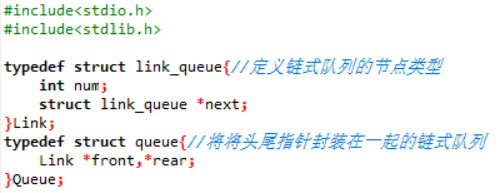 #include<stdio.h>
#include<stdlib.h>
typedef struct link_queue{//定义链式队列的节点类型
int num;
struct link_queue *next;
}Link;
typedef struct queue{//将将头尾指针封装在一起的链式队列
Link *front,*rear;
}Queue;